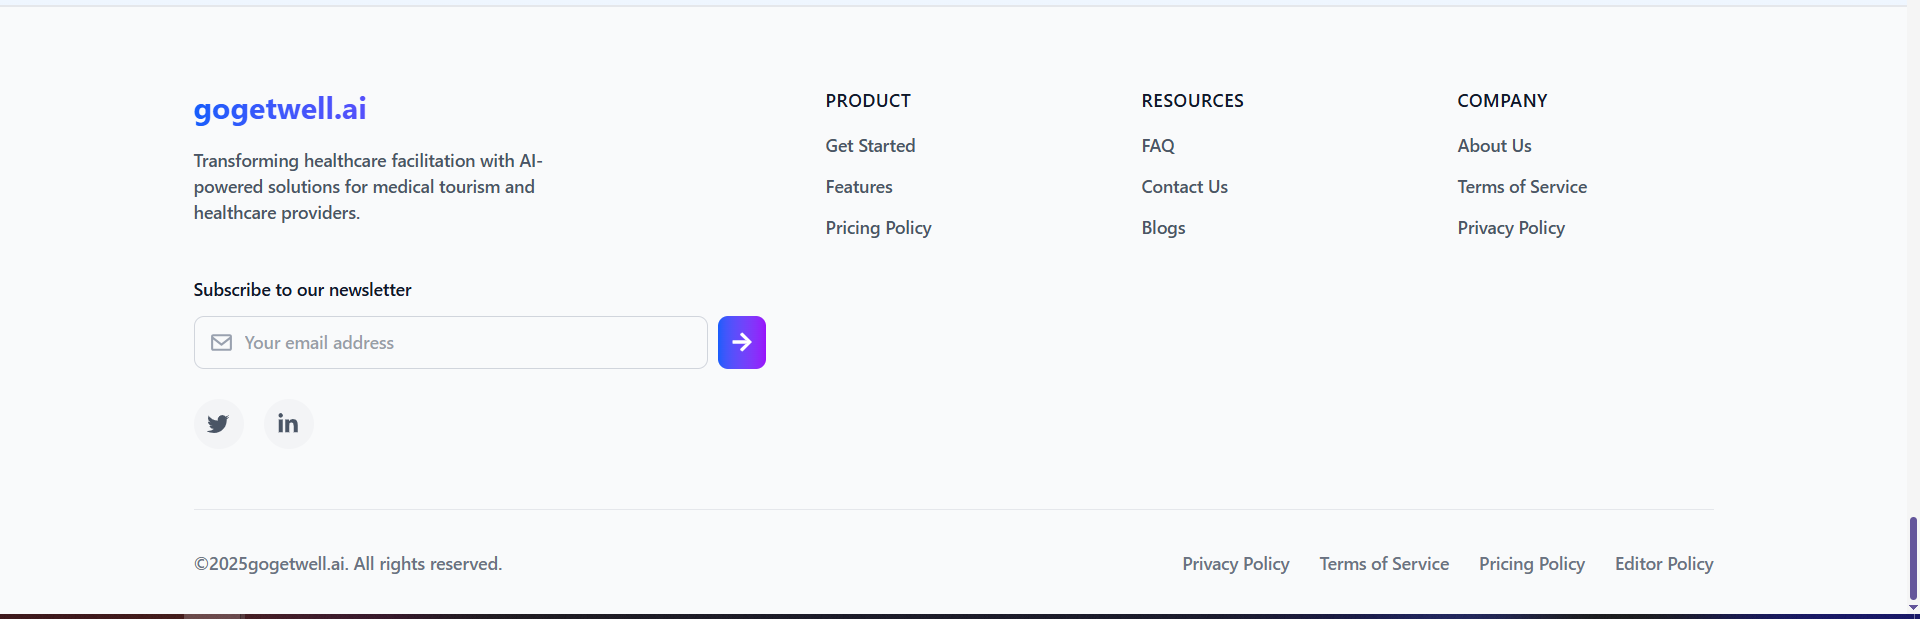 gogetwell.ai
Transforming healthcare facilitation with AI-
powered solutions for medical tourism and
healthcare providers.
Subscribe to our newsletter
Your email address
PRODUCT
Get Started
Features
Pricing Policy
RESOURCES
FAQ
Contact Us
Blogs
COMPANY
About Us
Terms of Service
Privacy Policy
©2025gogetwell.ai. All rights reserved.
Privacy Policy
Terms of Service
Pricing Policy
Editor Policy